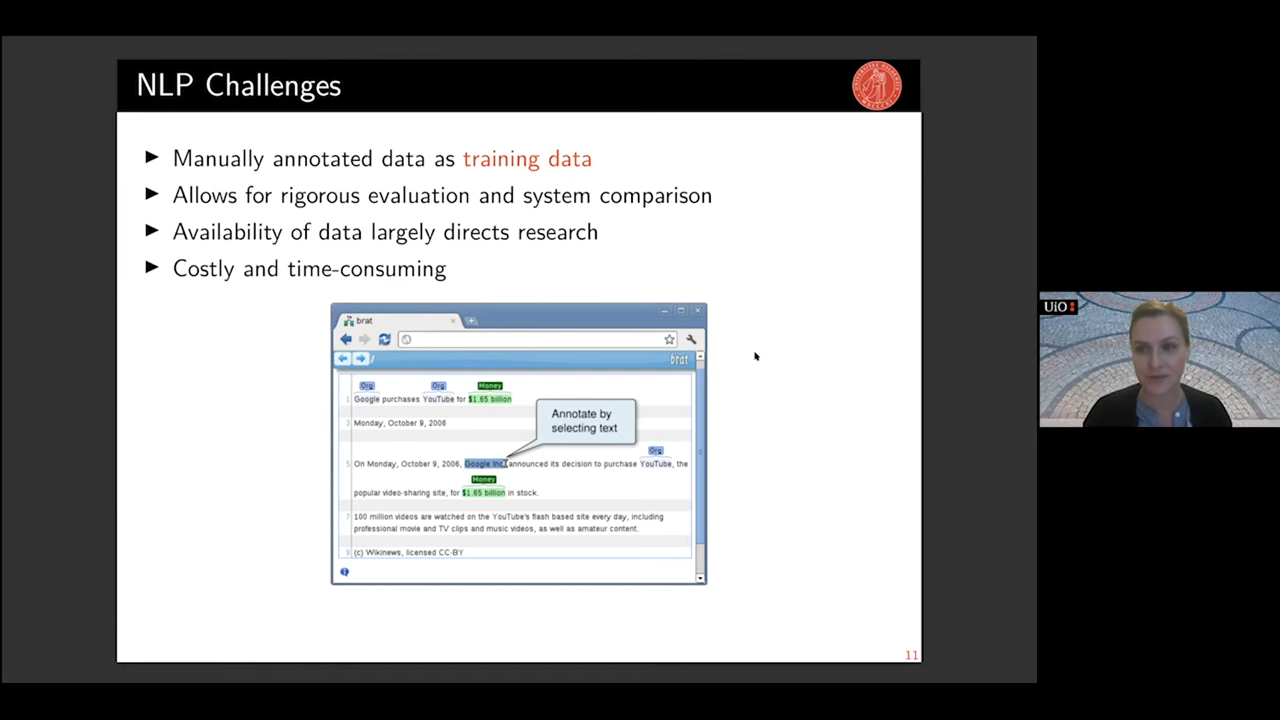 NLP Challenges
Manually annotated data as training data
Allows for rigorous evaluation and system comparison
Availability of data largely directs research
Costly and time-consuming
brat
brat
Org Org Money
1 Google purchases YouTube for $1.65 billion
Annotate by
selecting text
3 Monday, October 9, 2006
Org
5 On Monday, October 9, 2006, Google Inc. announced its decision to purchase YouTube, the
Money
popular video-sharing site, for $1.65 billion in stock.
7 100 million videos are watched on the YouTube's flash based site every day, including
professional movie and TV clips and music videos, as well as amateur content.
9 (c) Wikinews, licensed CC-BY
11
UiO